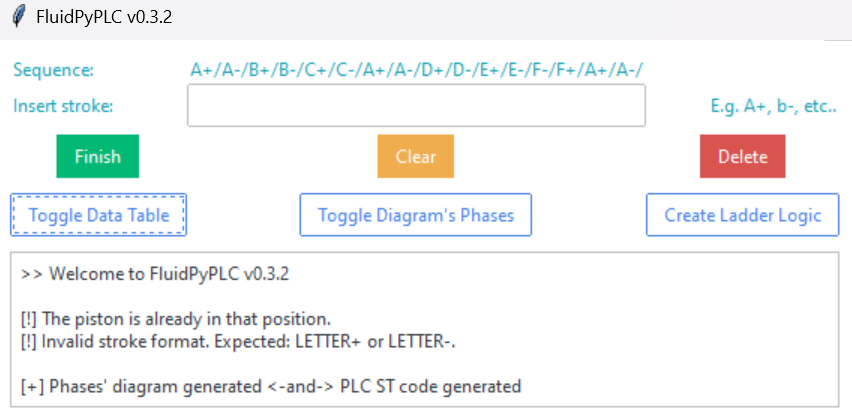 FluidPyPLC v0.3.2
Sequence: A+/A-/B+/B-/C+/C-/A+/A-/D+/D-/E+/E-/F-/F+/A+/A-/
Insert stroke: E.g. A+, b-, etc..
Finish Clear Delete
Toggle Data Table Toggle Diagram's Phases Create Ladder Logic
>> Welcome to FluidPyPLC v0.3.2
[!] The piston is already in that position.
[!] Invalid stroke format. Expected: LETTER+ or LETTER-.
[+] Phases' diagram generated <-and-> PLC ST code generated